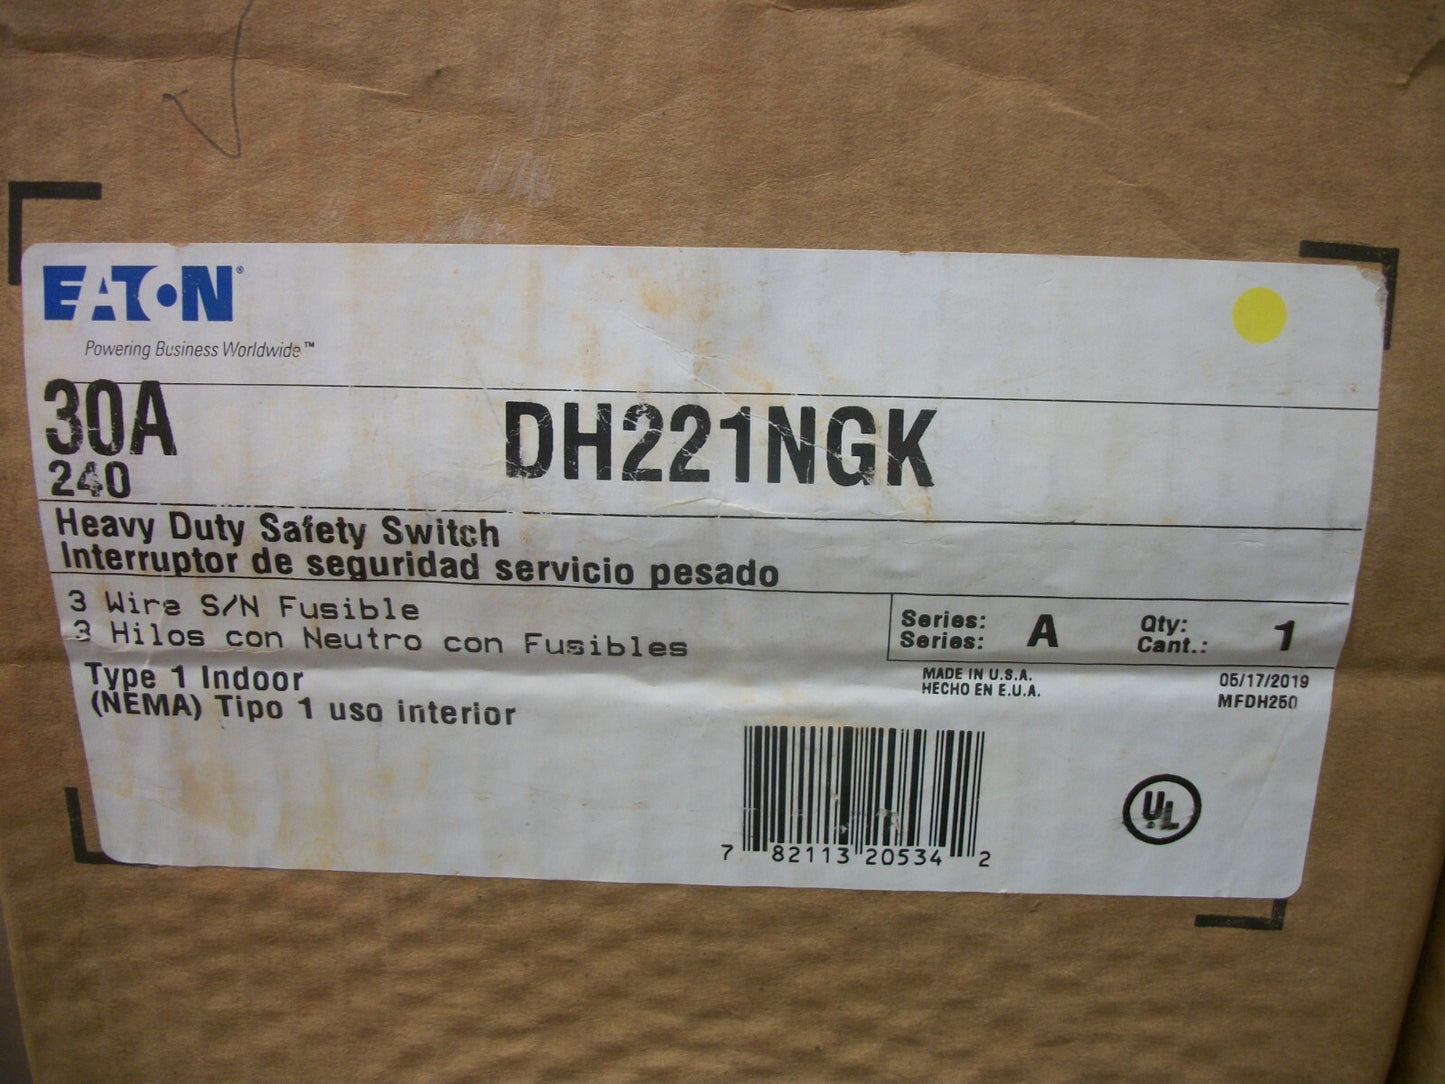 EATON®
Powering Business Worldwide™
30A
240
DH221NGK
Heavy Duty Safety Switch
Interruptor de seguridad servicio pesado
3 Wire S/N Fusible
3 Hilos con Neutro con Fusibles
Series: A Qty: 1
Series: Cant.:
Type 1 Indoor
(NEMA) Tipo 1 uso interior
MADE IN U.S.A.
HECHO EN E.U.A.
05/17/2019
MFDH250
7 82113 20534 2
UL